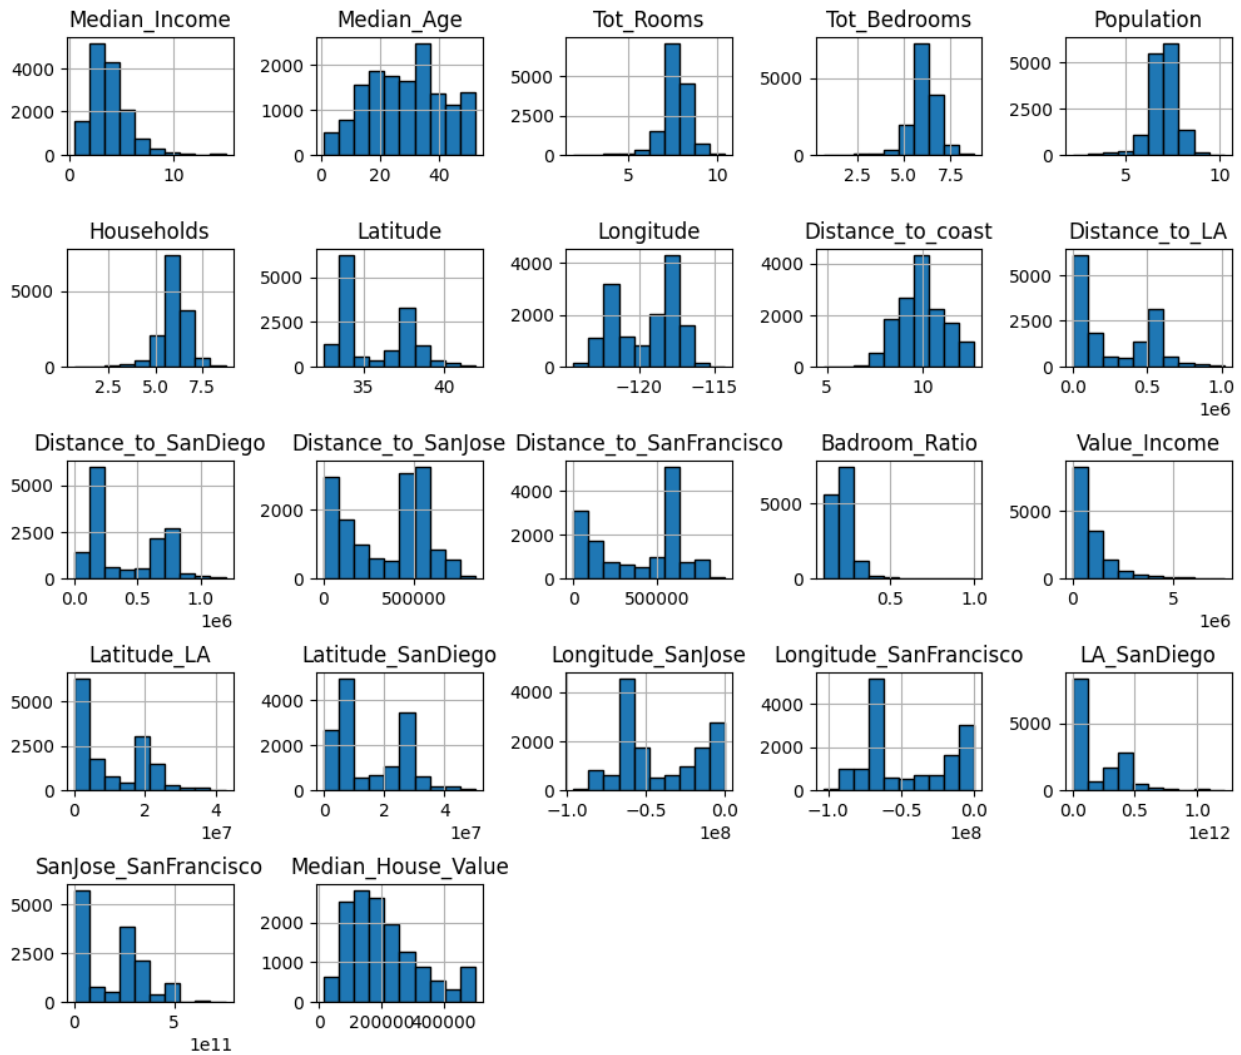 Median_Income Median_Age Tot_Rooms Tot_Bedrooms Population
4000 2000 0 0 10
2000 1000 0 0 20 40
5000 2500 0 5 10
5000 0 2.5 5.0 7.5
5000 2500 0 5 10
Households Latitude Longitude Distance_to_coast Distance_to_LA
5000 0 2.5 5.0 7.5
5000 2500 0 35 40
4000 2000 0 −120 −115
4000 2000 0 5 10
5000 2500 0 0.0 0.5 1.0
1e6
Distance_to_SanDiego Distance_to_SanJose Distance_to_SanFrancisco Badroom_Ratio Value_Income
5000 2500 0 0.0 0.5 1.0
1e6
2000 0 0 500000
4000 2000 0 0 500000
5000 0 0.5 1.0
5000 0 0 5
1e6
Latitude_LA Latitude_SanDiego Longitude_SanJose Longitude_SanFrancisco LA_SanDiego
5000 2500 0 0 2 4
1e7
4000 2000 0 0 2 4
1e7
4000 2000 0 −1.0 −0.5 0.0
1e8
4000 2000 0 −1.0 −0.5 0.0
1e8
5000 0 0.0 0.5 1.0
1e12
SanJose_SanFrancisco Median_House_Value
5000 2500 0 0 5
1e11
2000 1000 0 0 200000 400000